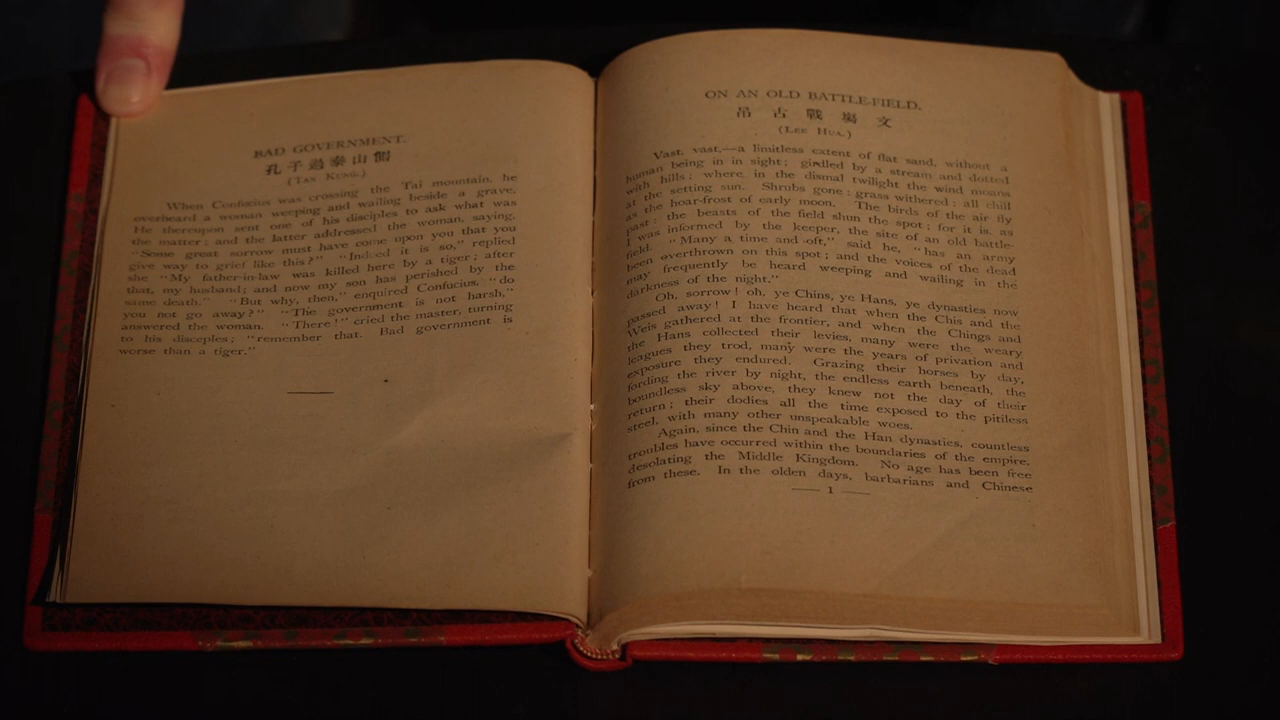 BAD GOVERNMENT.
孔子過泰山側
(Tan Kung.)
When Confucius was crossing the Tai mountain, he
overheard a woman weeping and wailing beside a grave.
He thereupon sent one of his disciples to ask what was
the matter; and the latter addressed the woman, saying,
"Some great sorrow must have come upon you that you
give way to grief like this?" "Indeed it is so," replied
she "My father-in-law was killed here by a tiger; after
that, my husband; and now my son has perished by the
same death." "But why, then," enquired Confucius, "do
you not go away?" "The government is not harsh,"
answered the woman. "There!" cried the master, turning
to his disceples; "remember that. Bad government is
worse than a tiger."
ON AN OLD BATTLE-FIELD.
弔古戰場文
(Lee Hua.)
Vast, vast,—a limitless extent of flat sand, without a
human being in in sight; girdled by a stream and dotted
with hills; where in the dismal twilight the wind moans
at the setting sun. Shrubs gone: grass withered: all chill
as the hoar-frost of early moon. The birds of the air fly
past: the beasts of the field shun the spot; for it is, as
I was informed by the keeper, the site of an old battle-
field. "Many a time and oft," said he, "has an army
been overthrown on this spot; and the voices of the dead
may frequently be heard weeping and wailing in the
darkness of the night."
Oh, sorrow! oh, ye Chins, ye Hans, ye dynasties now
passed away! I have heard that when the Chis and the
Weis gathered at the frontier, and when the Chings and
the Hans collected their levies, many were the weary
leagues they trod, many were the years of privation and
exposure they endured. Grazing their horses by day,
fording the river by night, the endless earth beneath, the
boundless sky above, they knew not the day of their
return; their dodies all the time exposed to the pitiless
steel, with many other unspeakable woes.
Again, since the Chin and the Han dynasties, countless
troubles have occurred within the boundaries of the empire,
desolating the Middle Kingdom. No age has been free
from these. In the olden days, barbarians and Chinese
— 1 —